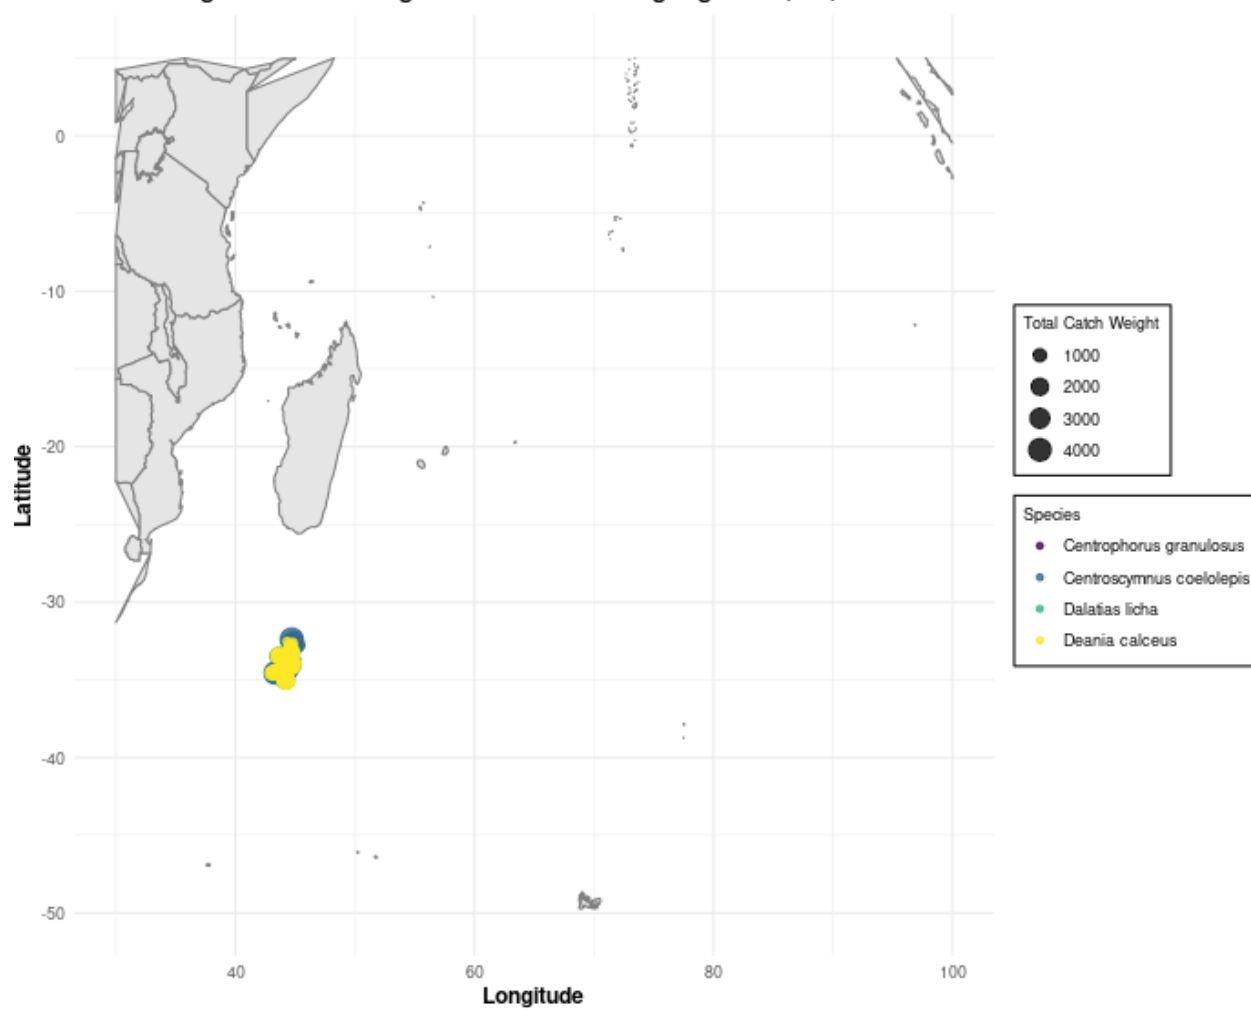 0
-10
-20
-30
-40
-50
Latitude
40
60
80
100
Longitude
Total Catch Weight
1000
2000
3000
4000
Species
Centrophorus granulosus
Centroscymnus coelolepis
Dalatias licha
Deania calceus